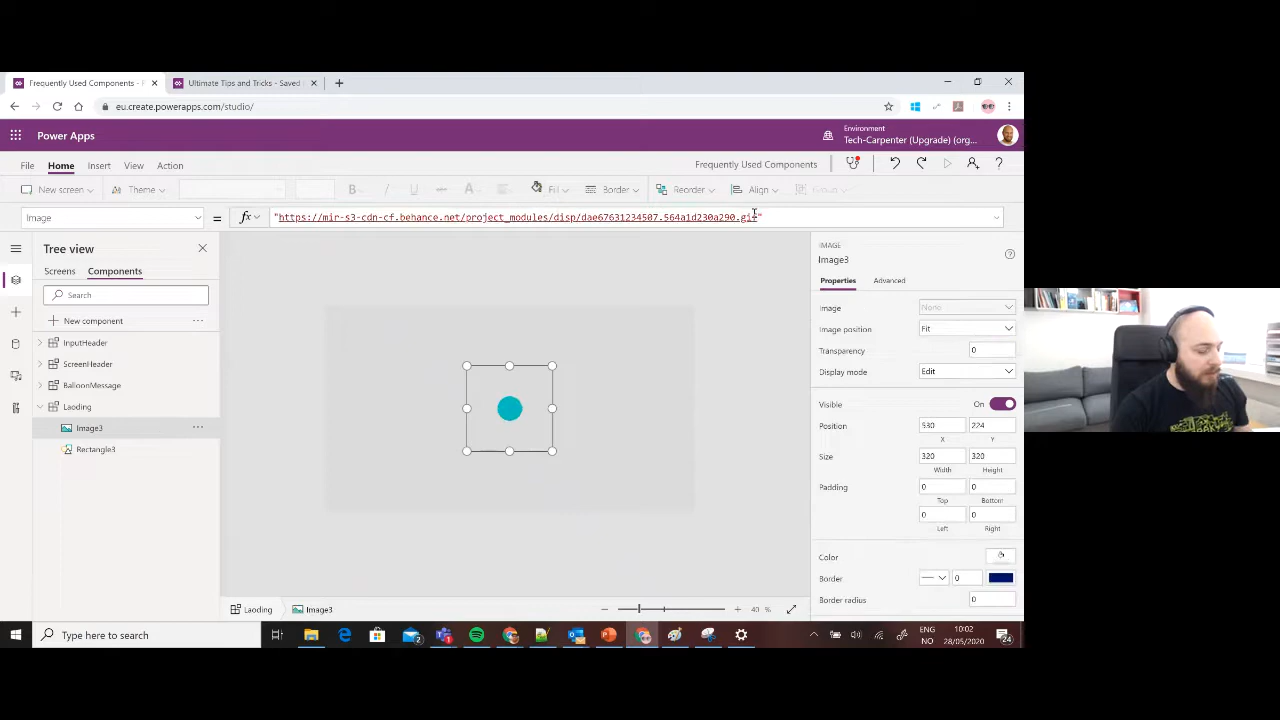 Frequently Used Components - F
Ultimate Tips and Tricks - Saved
eu.create.powerapps.com/studio/
Power Apps
Environment
Tech-Carpenter (Upgrade) (org...
File Home Insert View Action
Frequently Used Components
New screen Theme B Fill Border Reorder Align Group
Image = fx "https://mir-s3-cdn-cf.behance.net/project_modules/disp/dae67631234507.564a1d230a290.gif"
Tree view
Screens Components
Search
New component
InputHeader
ScreenHeader
BalloonMessage
Laoding
Image3
Rectangle3
IMAGE
Image3
Properties Advanced
Image None
Image position Fit
Transparency 0
Display mode Edit
Visible On
Position 530 224
X Y
Size 320 320
Width Height
Padding 0 0
Top Bottom
0 0
Left Right
Color
Border 0
Border radius 0
Laoding Image3
40 %
Type here to search
2
ENG
NO
10:02
28/05/2020
24